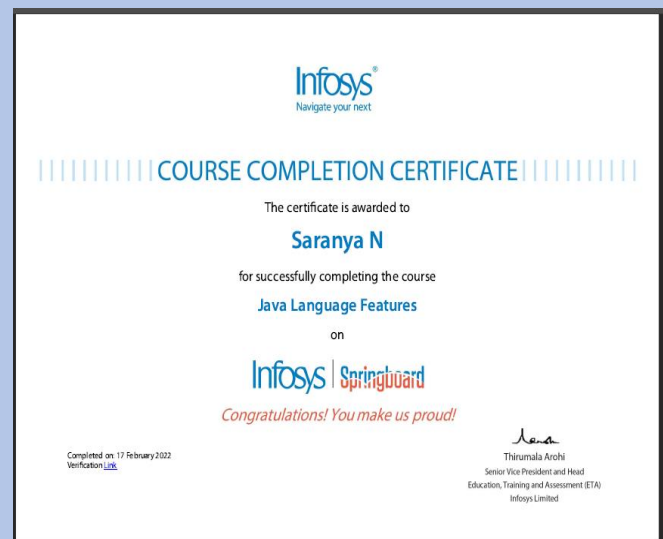 Infosys®
Navigate your next
COURSE COMPLETION CERTIFICATE
The certificate is awarded to
Saranya N
for successfully completing the course
Java Language Features
on
Infosys | Springboard
Congratulations! You make us proud!
Completed on: 17 February 2022
Verification Link
Thirumala Arohi
Senior Vice President and Head
Education, Training and Assessment (ETA)
Infosys Limited